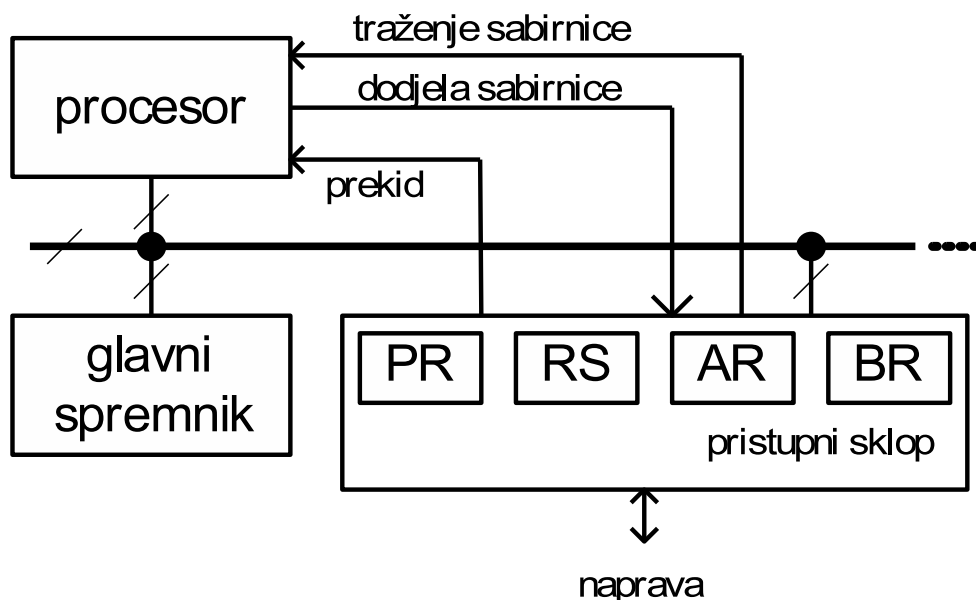 traženje sabirnice
dodjela sabirnice
procesor
prekid
glavni
spremnik
PR
RS
AR
BR
pristupni sklop
naprava